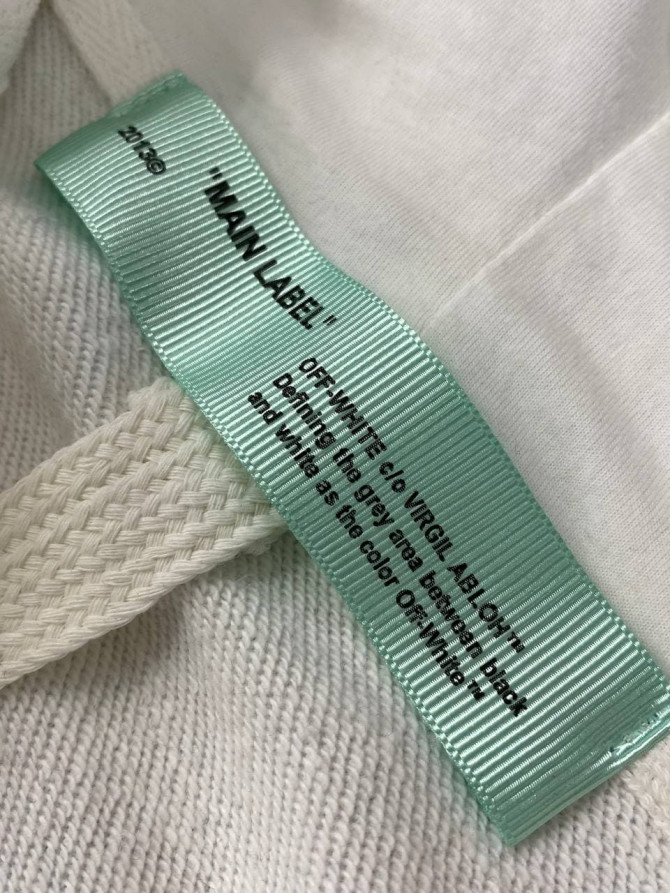 2013©
"MAIN LABEL"
OFF-WHITE c/o VIRGIL ABLOH™
Defining the grey area between black
and white as the color Off-White™